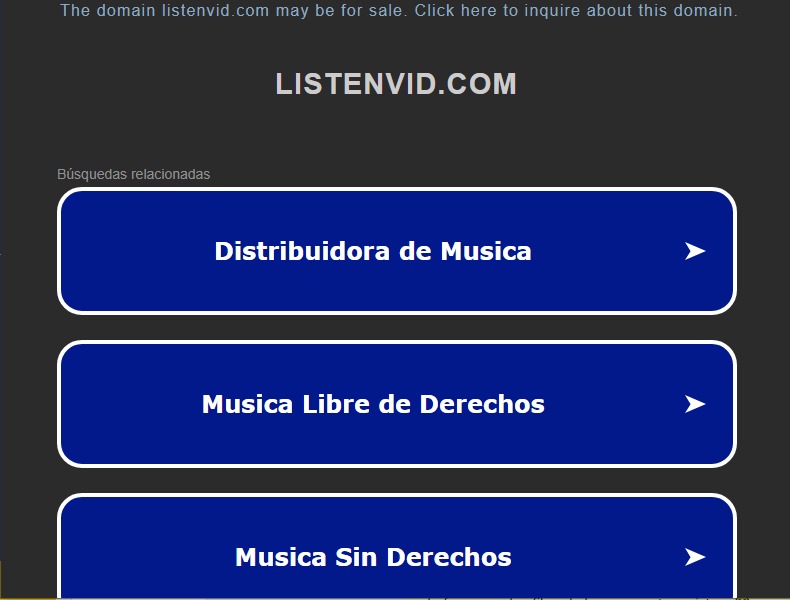 The domain listenvid.com may be for sale. Click here to inquire about this domain.
LISTENVID.COM
Búsquedas relacionadas
Distribuidora de Musica
Musica Libre de Derechos
Musica Sin Derechos